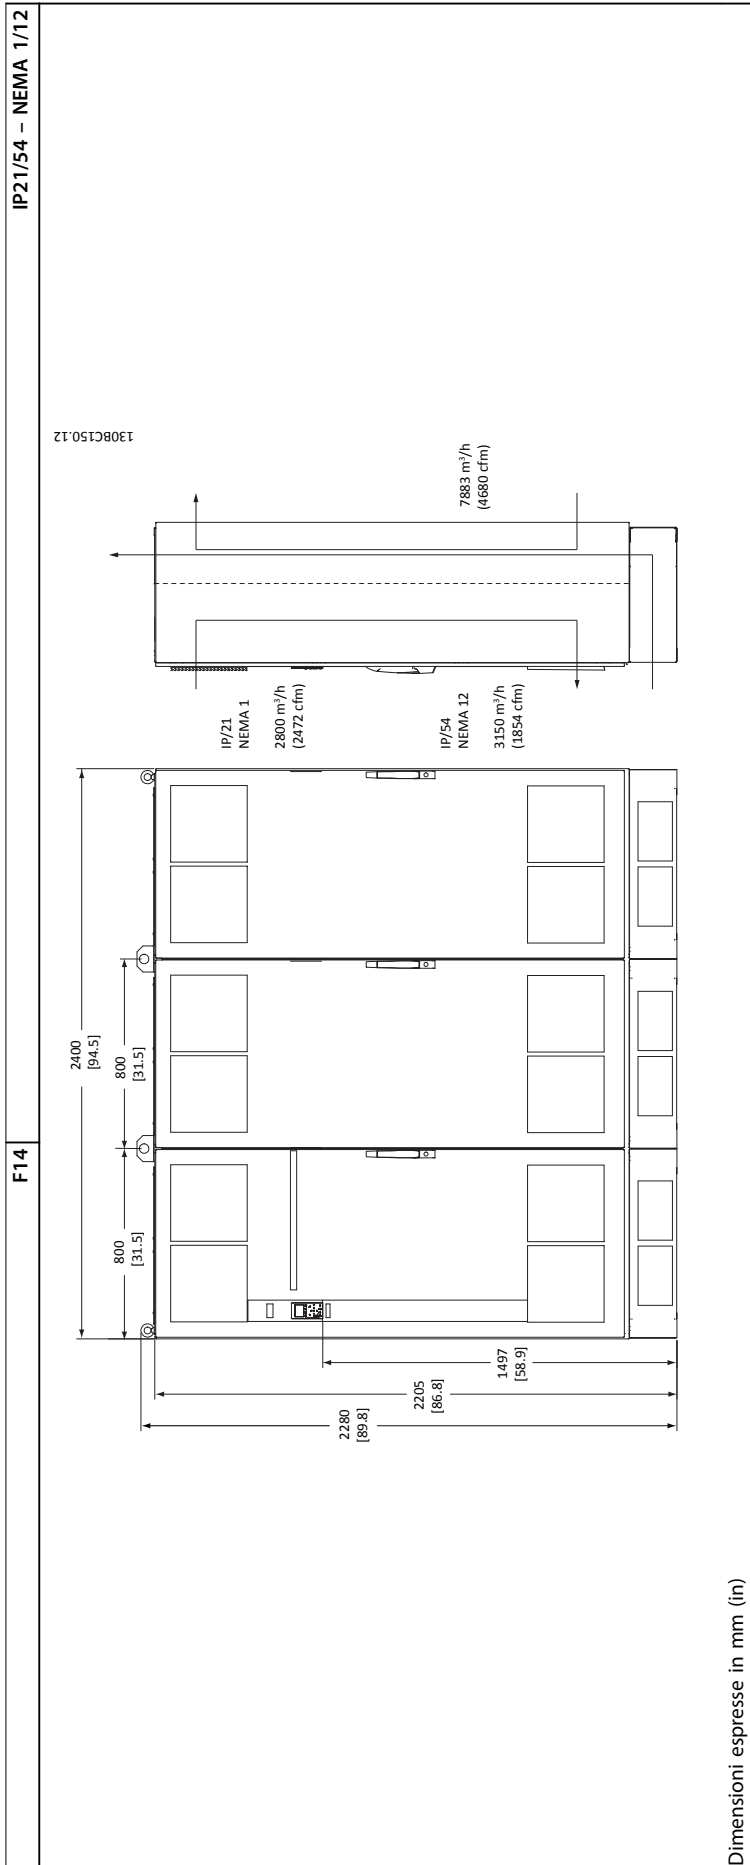 F14
IP21/54 – NEMA 1/12
130BC150.12
2400
[94.5]
800
[31.5]
800
[31.5]
2280
[89.8]
2205
[86.8]
1497
[58.9]
IP/21
NEMA 1
2800 m³/h
(2472 cfm)
IP/54
NEMA 12
3150 m³/h
(1854 cfm)
7883 m³/h
(4680 cfm)
Dimensioni espresse in mm (in)